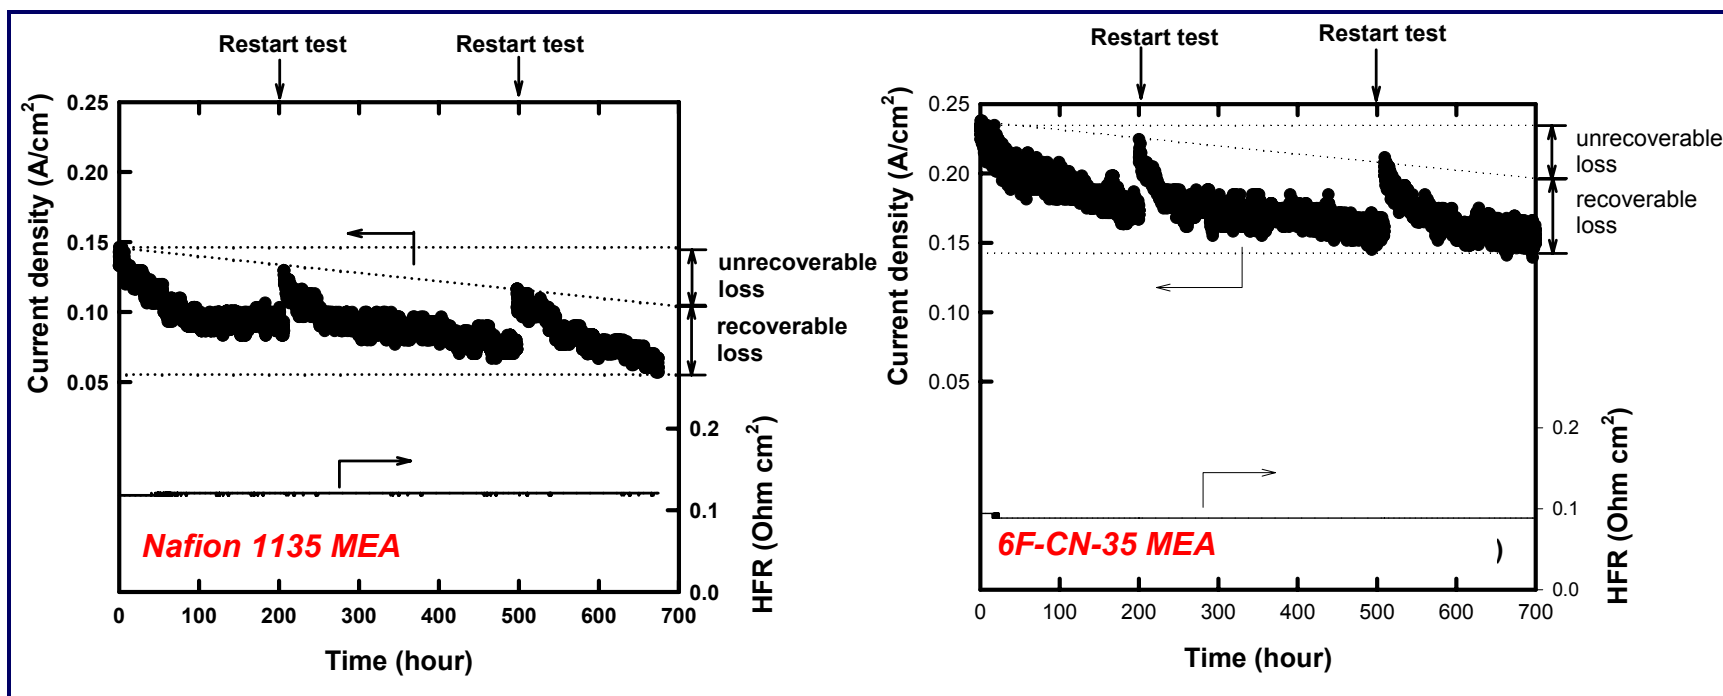 Restart test
Restart test
0.25
0.20
0.15
0.10
0.05
Current density (A/cm²)
unrecoverable
loss
recoverable
loss
0.2
0.1
0.0
HFR (Ohm cm²)
Nafion 1135 MEA
0
100
200
300
400
500
600
700
Time (hour)
Restart test
Restart test
0.25
0.20
0.15
0.10
0.05
Current density (A/cm²)
unrecoverable
loss
recoverable
loss
0.2
0.1
0.0
HFR (Ohm cm²)
6F-CN-35 MEA
)
0
100
200
300
400
500
600
700
Time (hour)